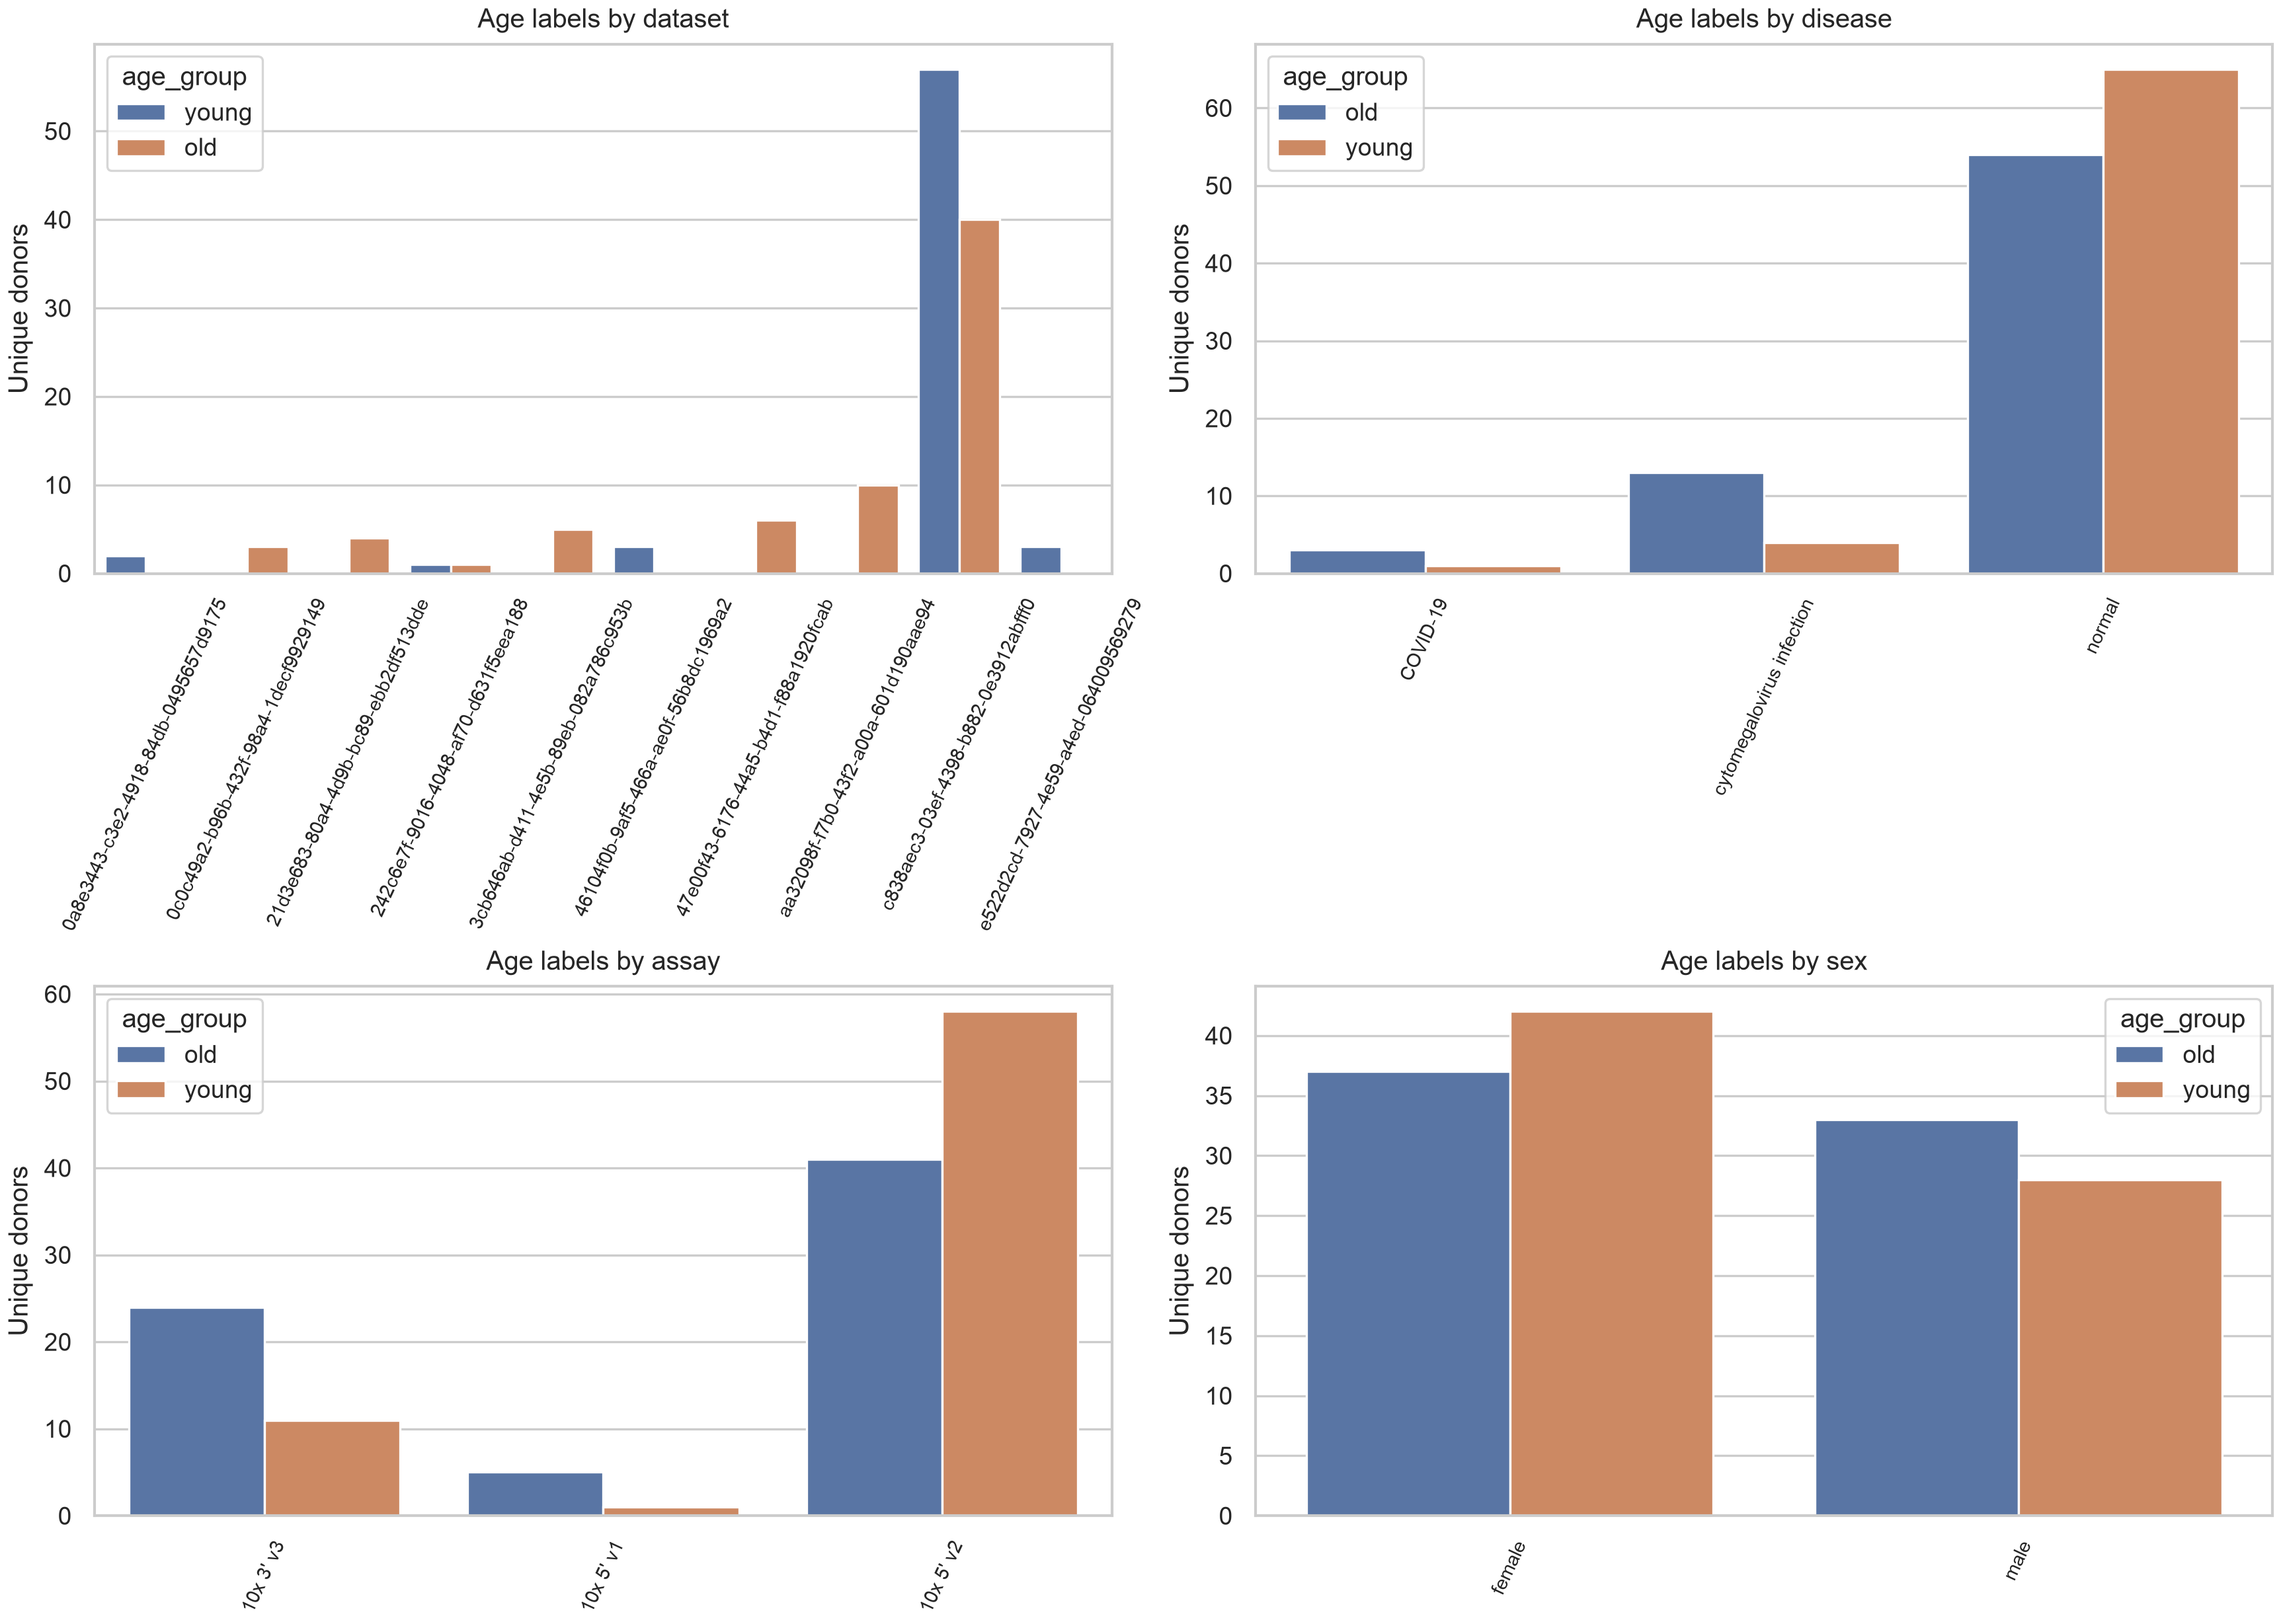 Age labels by dataset
Unique donors
50
40
30
20
10
0
age_group
young
old
0a8e3443-c3e2-4918-84db-0495657d9175
0c0c49a2-b96b-432f-98a4-1decf9929149
21d3e683-80a4-4d9b-bc89-ebb2df513dde
242c6e7f-9016-4048-af70-d631f5eea188
3cb646ab-d411-4e5b-89eb-082a786c953b
46104f0b-9af5-466a-ae0f-56b8dc1969a2
47e00f43-6176-44a5-b4d1-f88a1920fcab
aa32098f-f7b0-43f2-a00a-601d190aae94
c838aec3-03ef-4398-b882-0e3912abfff0
e522d2cd-7927-4e59-a4ed-064009569279
Age labels by disease
Unique donors
60
50
40
30
20
10
0
age_group
old
young
COVID-19
cytomegalovirus infection
normal
Age labels by assay
Unique donors
60
50
40
30
20
10
0
age_group
old
young
10x 3' v3
10x 5' v1
10x 5' v2
Age labels by sex
Unique donors
40
35
30
25
20
15
10
5
0
age_group
old
young
female
male